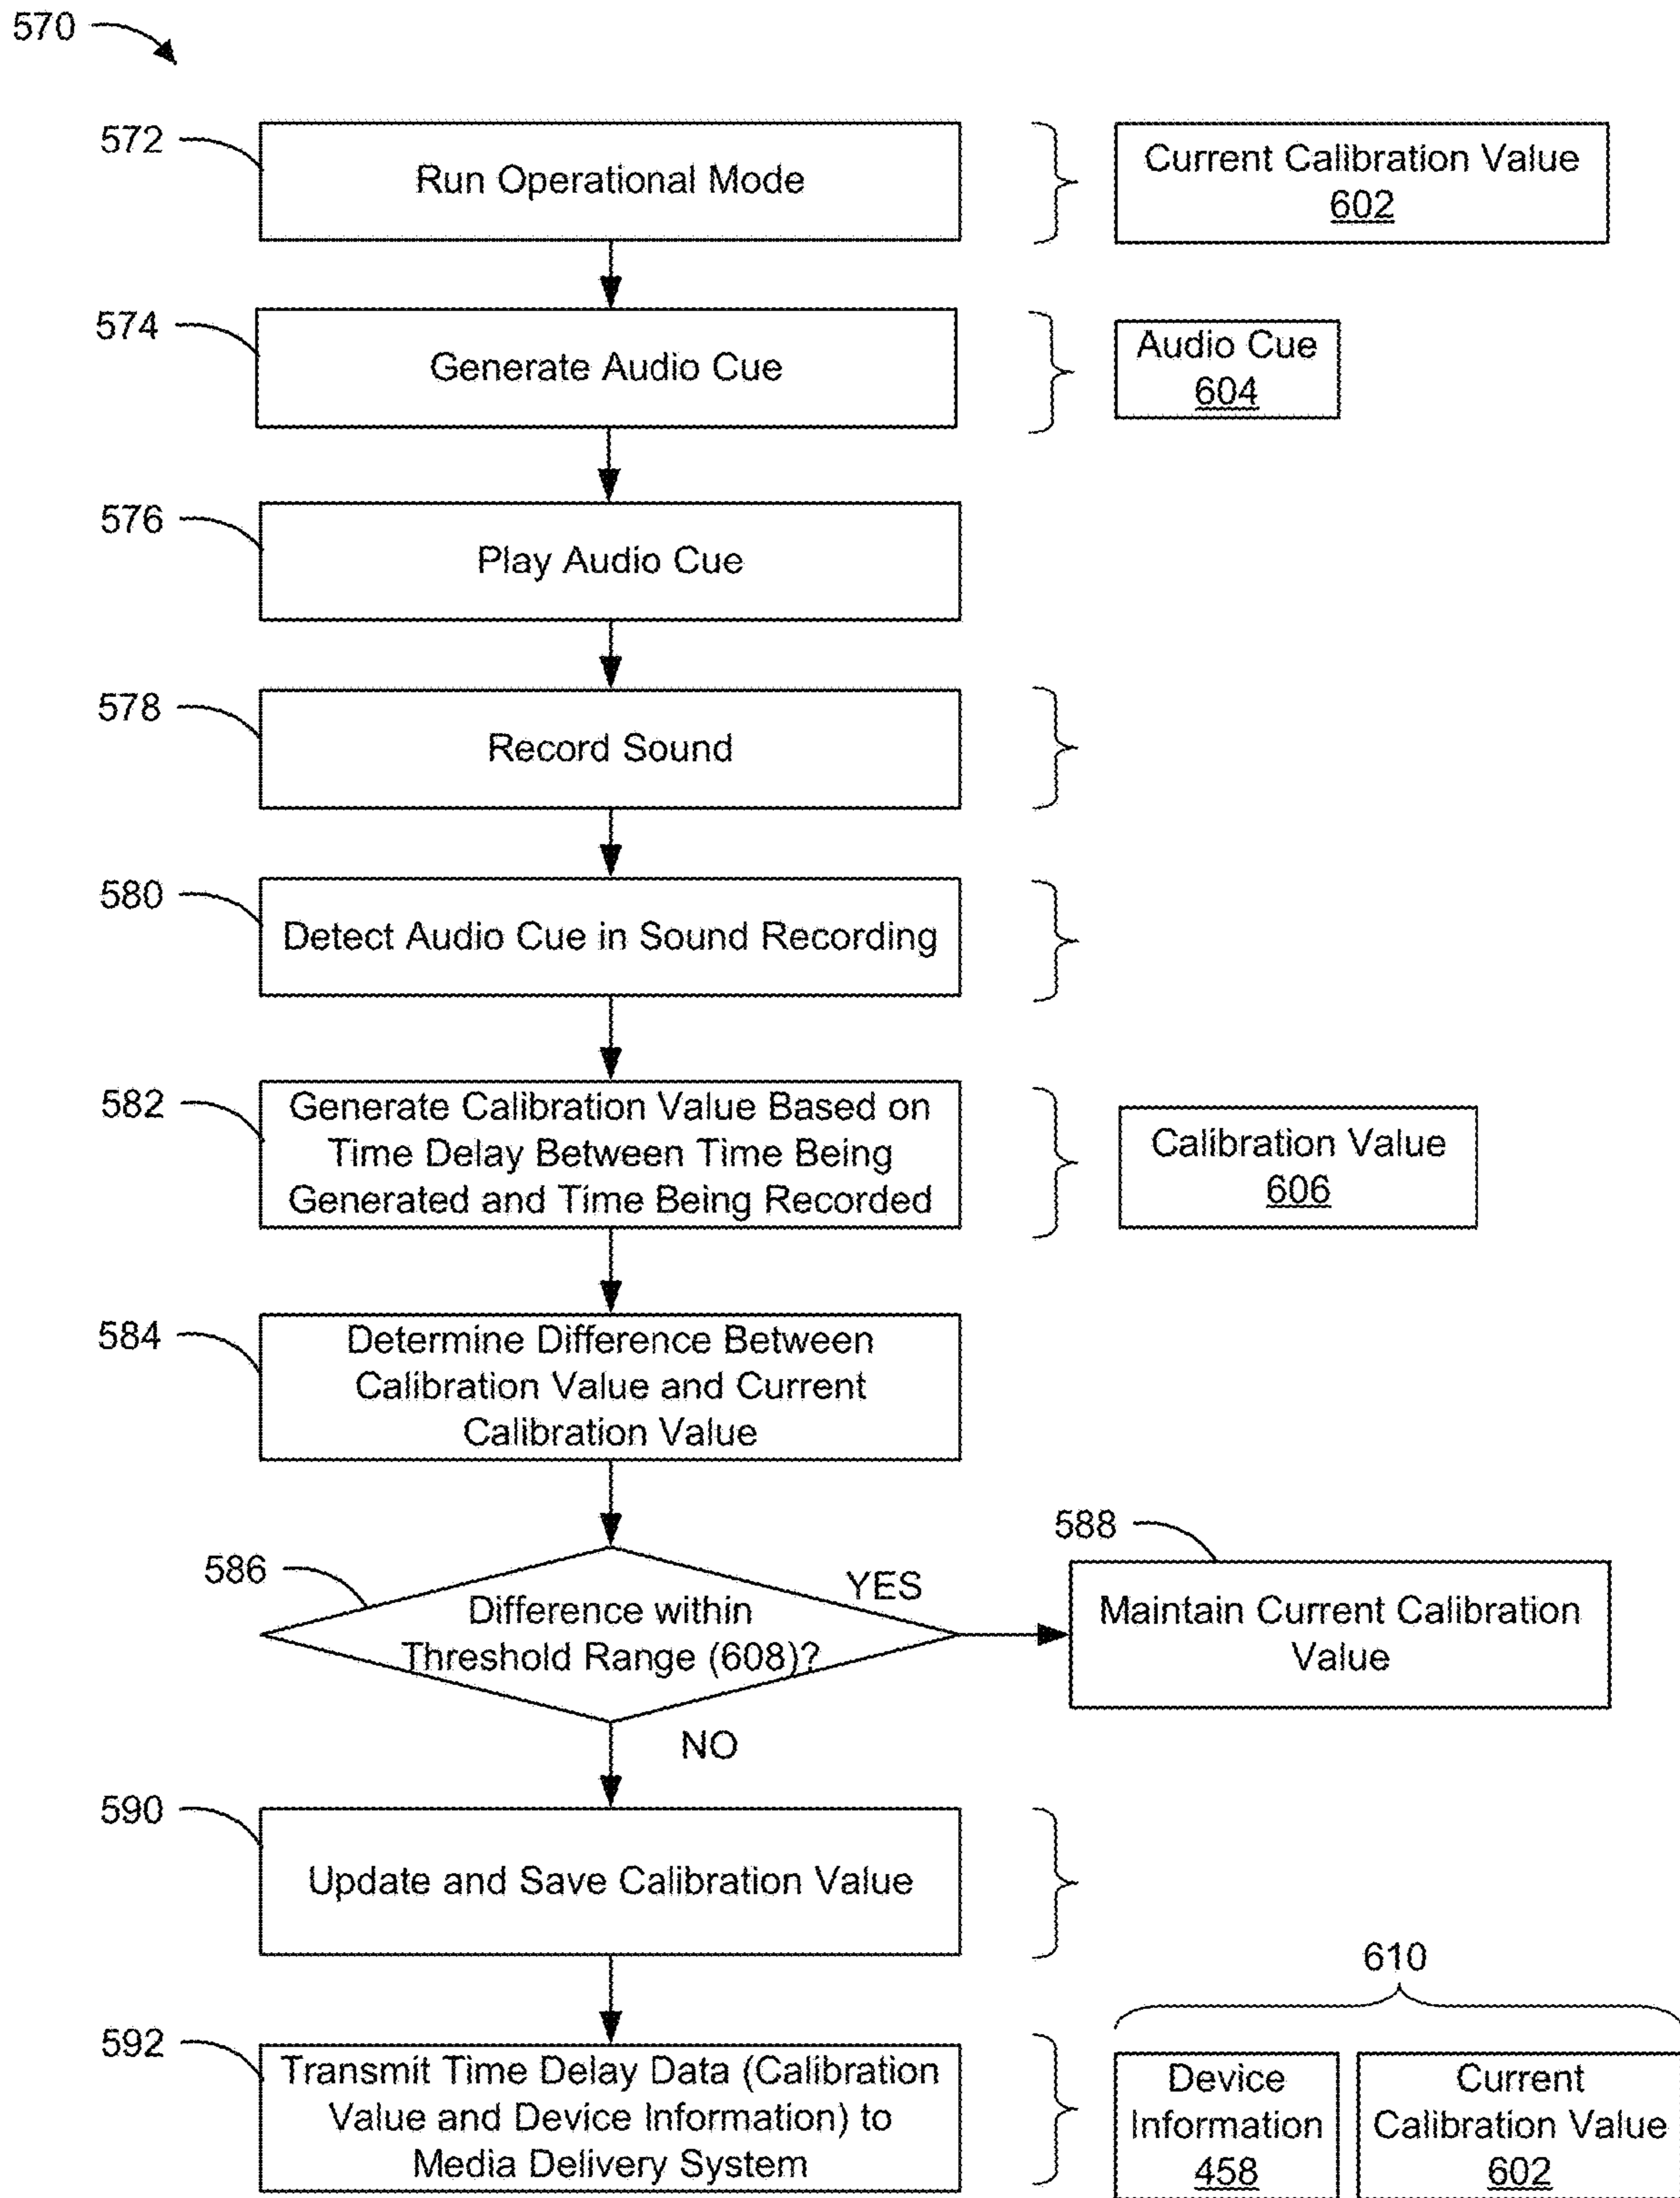 570
572
Run Operational Mode
Current Calibration Value
602
574
Generate Audio Cue
Audio Cue
604
576
Play Audio Cue
578
Record Sound
580
Detect Audio Cue in Sound Recording
582
Generate Calibration Value Based on
Time Delay Between Time Being
Generated and Time Being Recorded
Calibration Value
606
584
Determine Difference Between
Calibration Value and Current
Calibration Value
586
Difference within
Threshold Range (608)?
YES
588
Maintain Current Calibration
Value
NO
590
Update and Save Calibration Value
592
Transmit Time Delay Data (Calibration
Value and Device Information) to
Media Delivery System
610
Device
Information
458
Current
Calibration Value
602